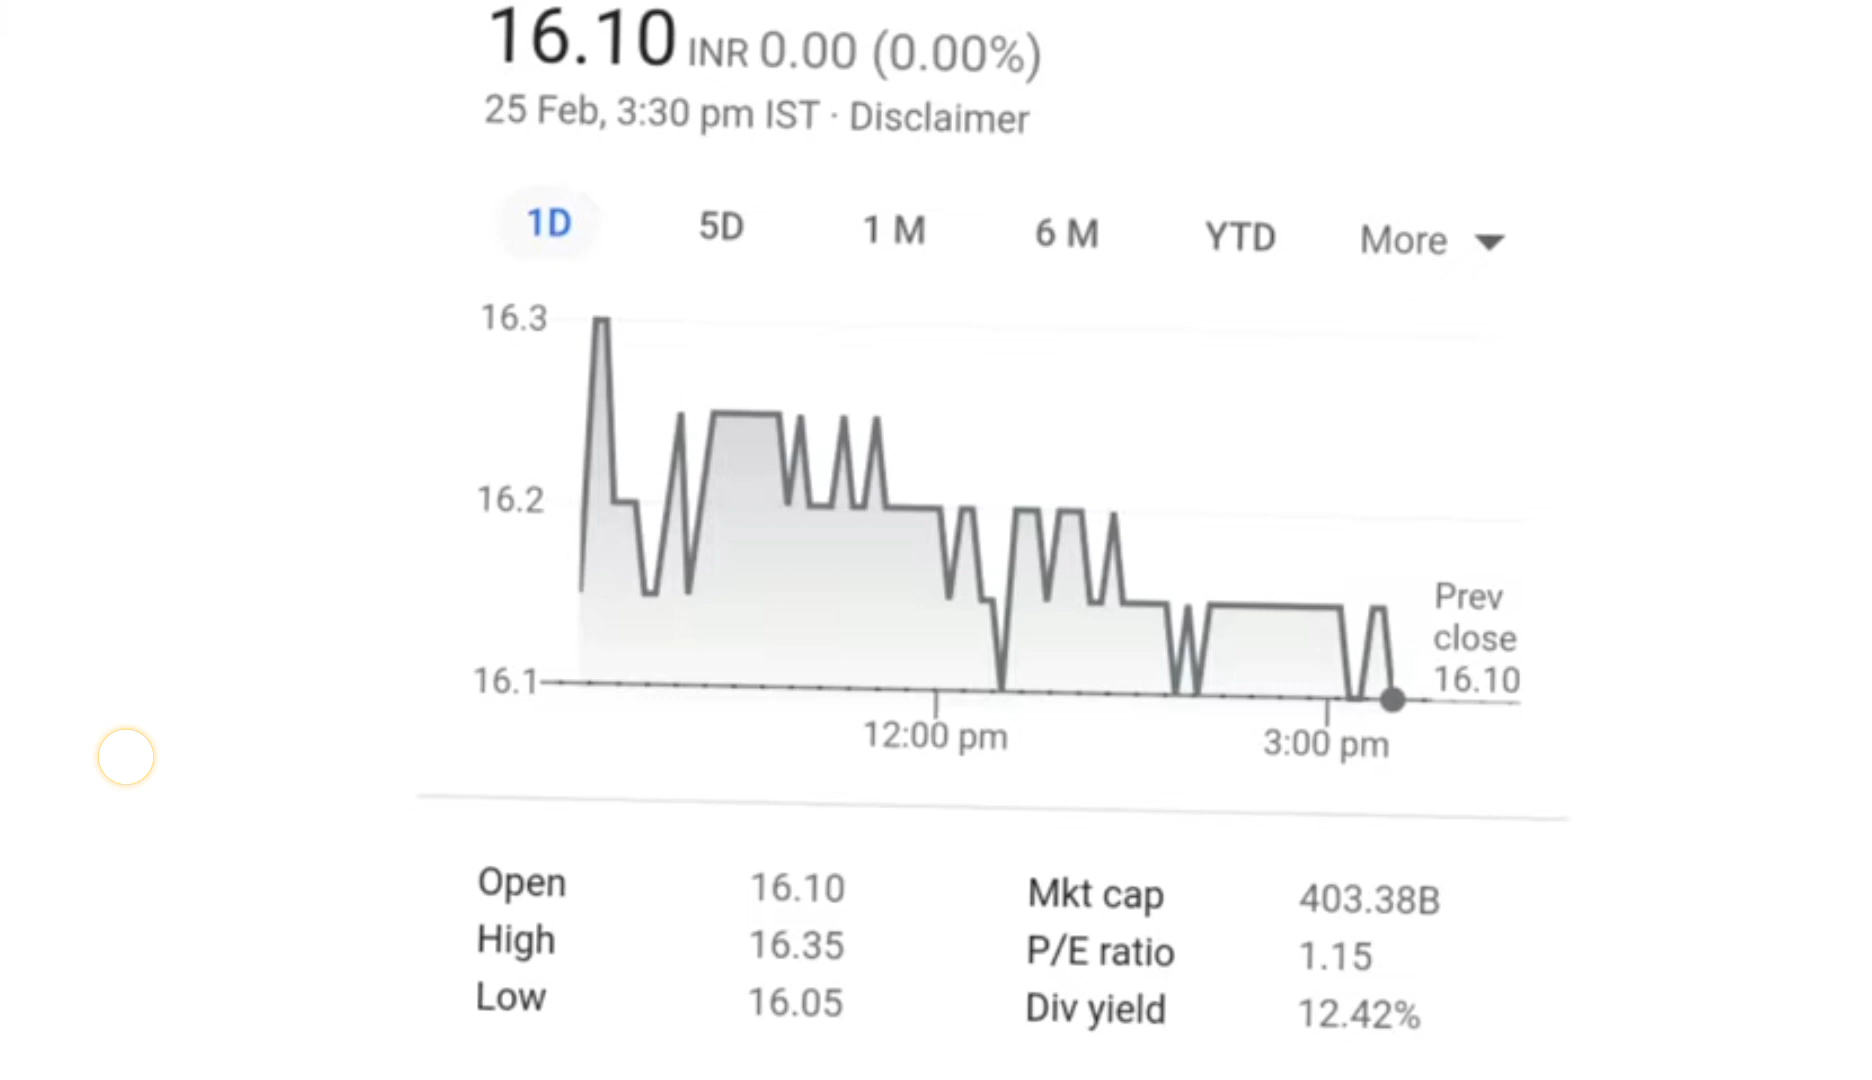 16.10 INR 0.00 (0.00%)
25 Feb, 3:30 pm IST · Disclaimer
1D 5D 1 M 6 M YTD More
16.3
16.2
16.1
Prev
close
16.10
12:00 pm 3:00 pm
Open 16.10 Mkt cap 403.38B
High 16.35 P/E ratio 1.15
Low 16.05 Div yield 12.42%